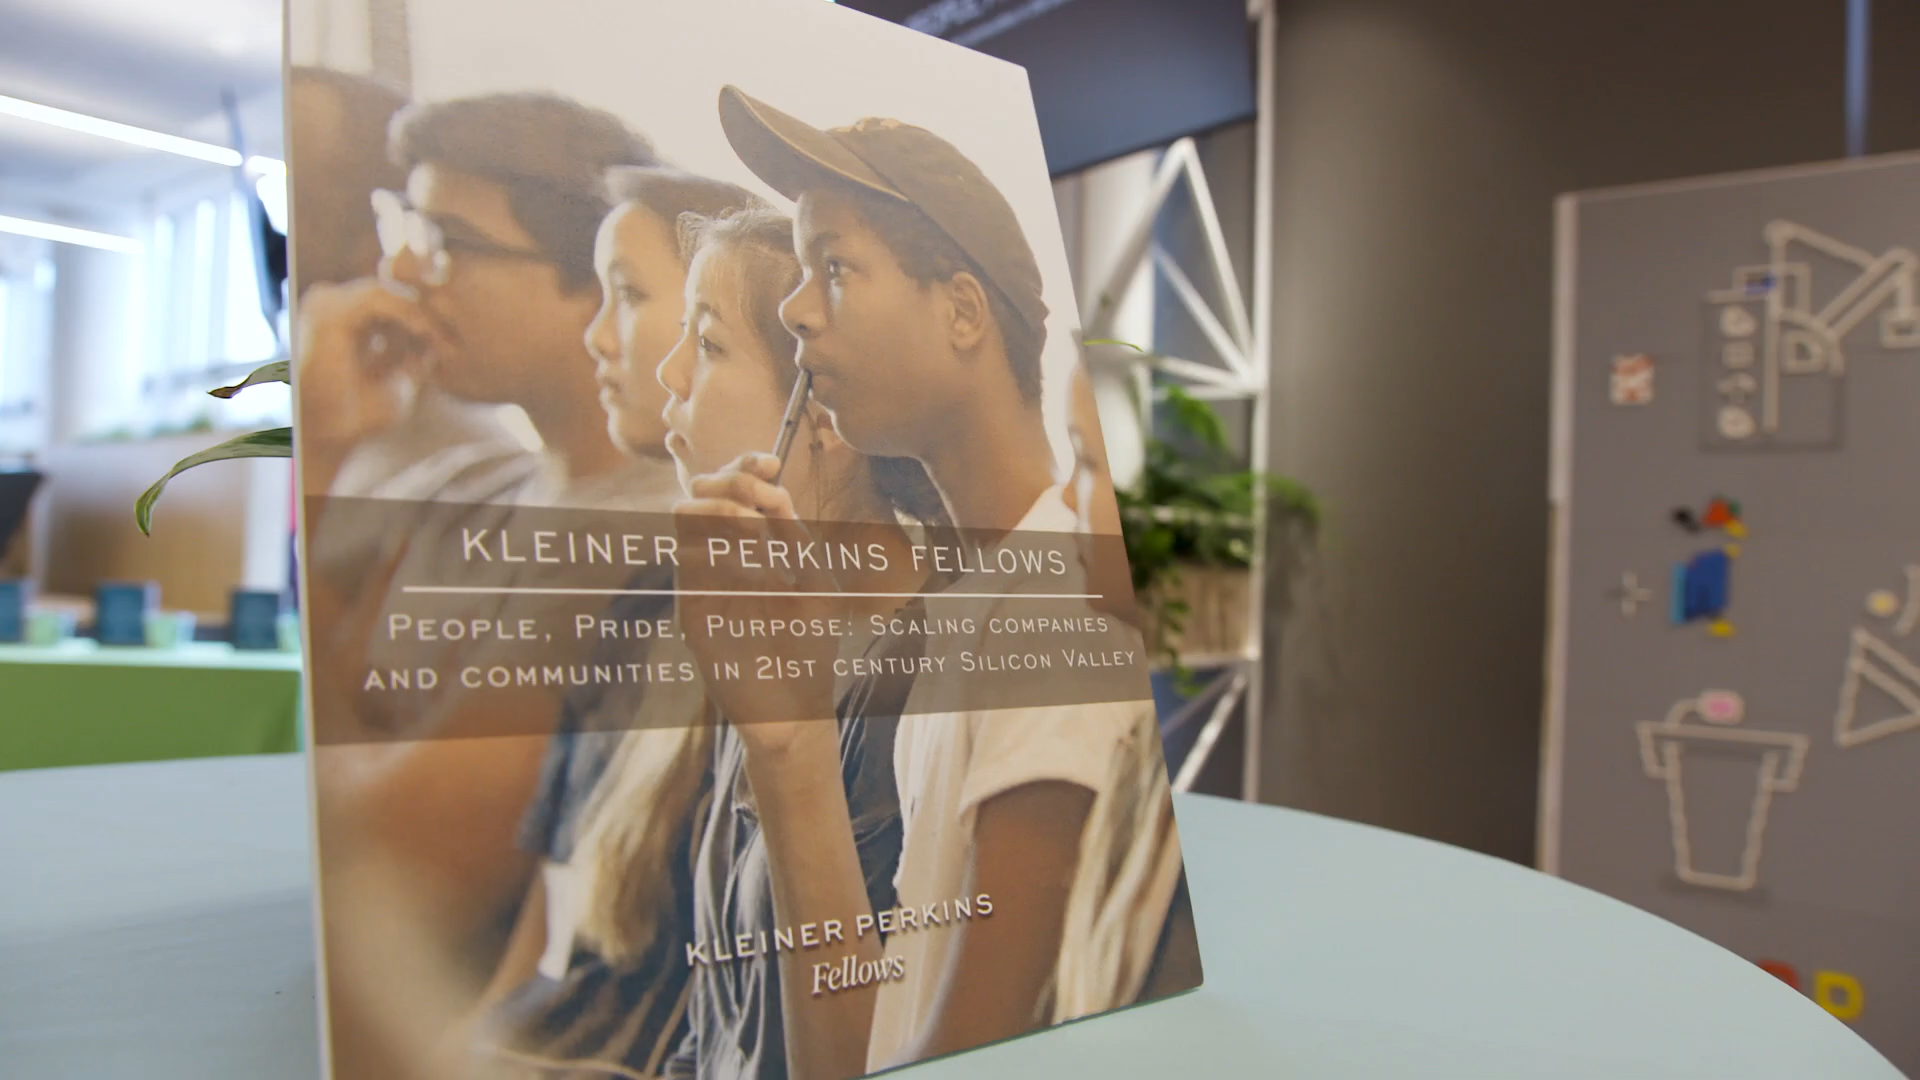 KLEINER PERKINS FELLOWS
PEOPLE, PRIDE, PURPOSE: SCALING COMPANIES
AND COMMUNITIES IN 21ST CENTURY SILICON VALLEY
KLEINER PERKINS
Fellows